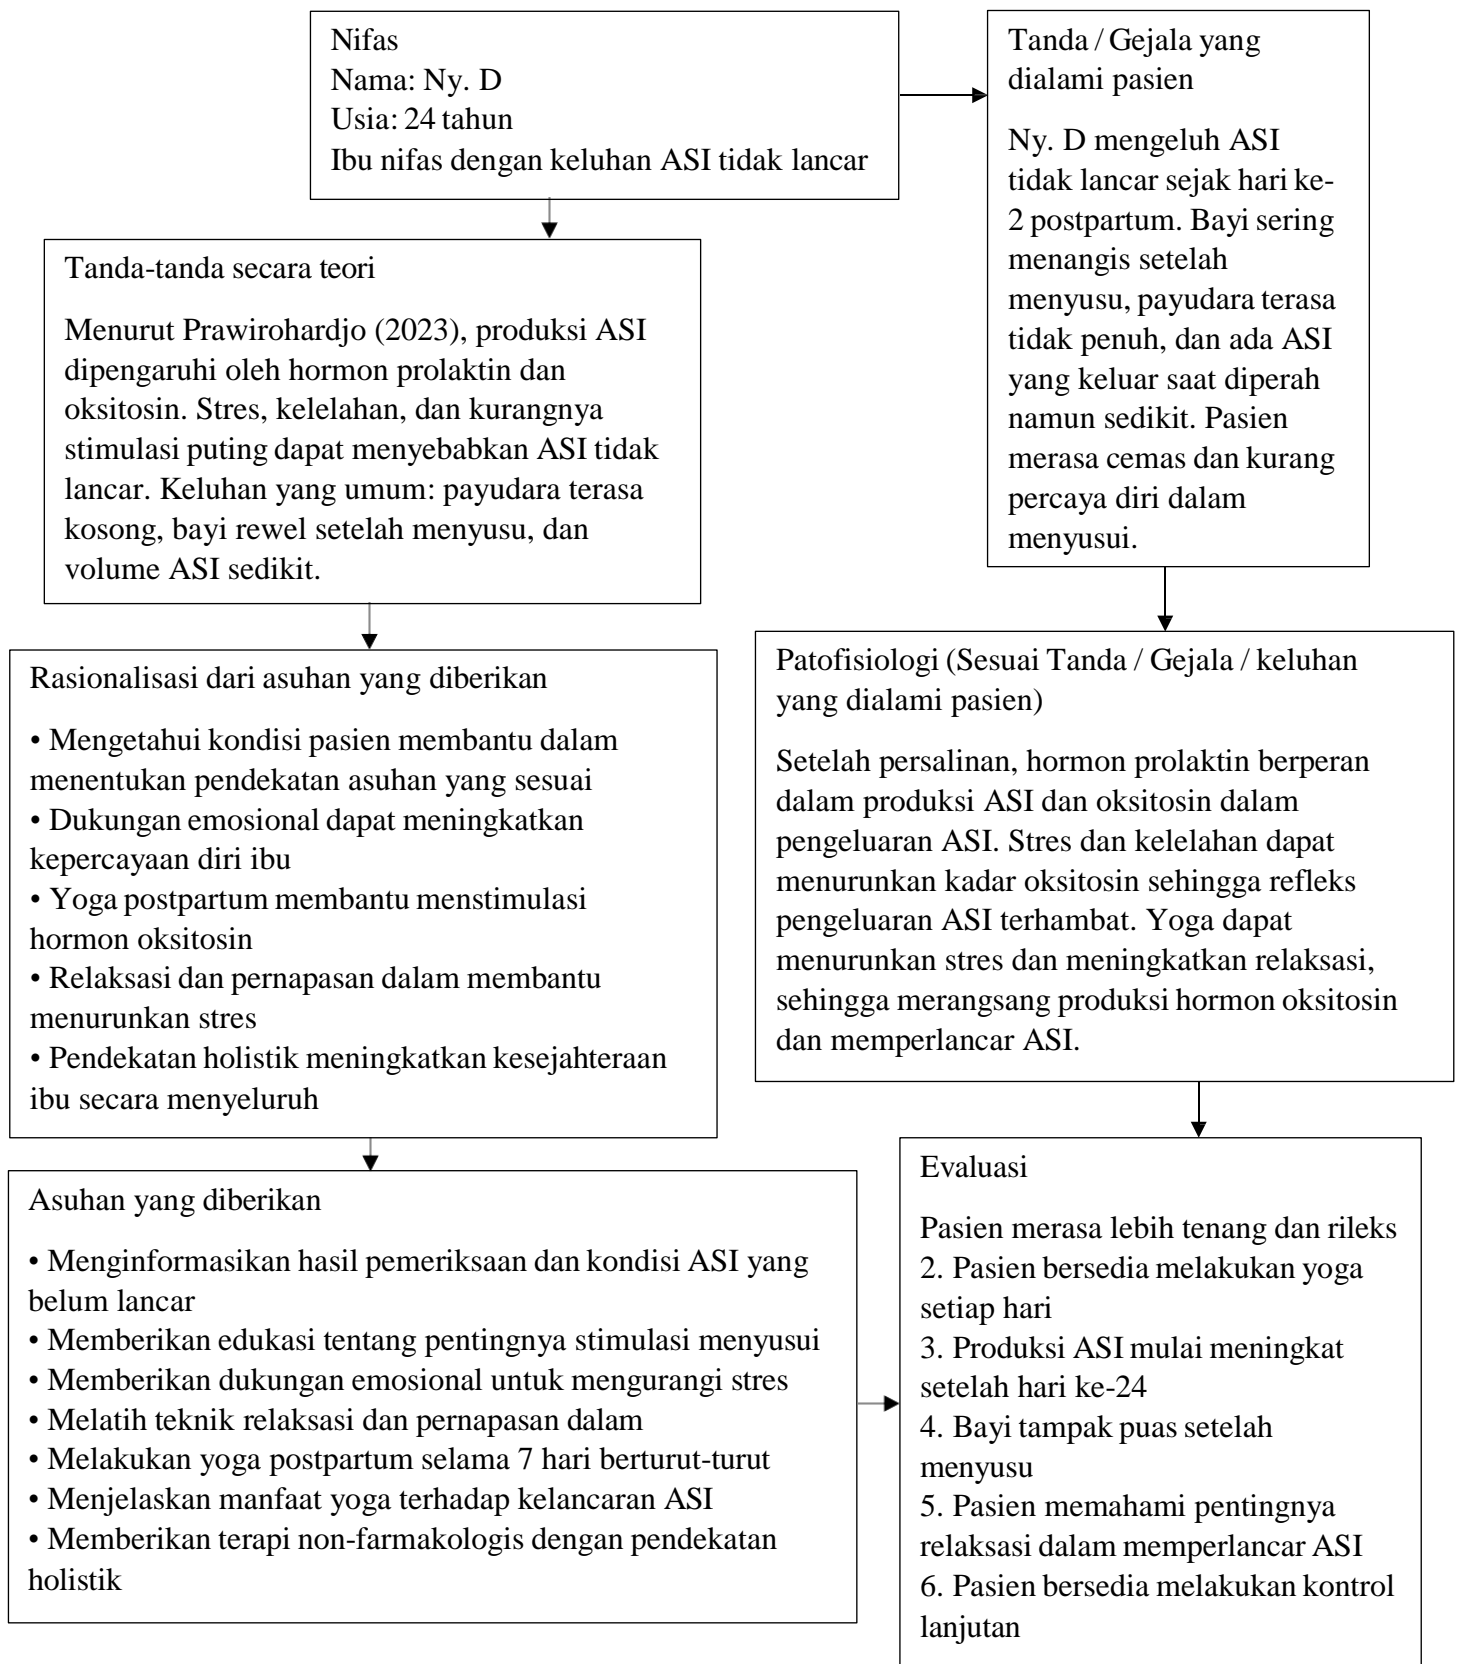 Nifas
Nama: Ny. D
Usia: 24 tahun
Ibu nifas dengan keluhan ASI tidak lancar
Tanda / Gejala yang
dialami pasien
Ny. D mengeluh ASI
tidak lancar sejak hari ke-
2 postpartum. Bayi sering
menangis setelah
menyusu, payudara terasa
tidak penuh, dan ada ASI
yang keluar saat diperah
namun sedikit. Pasien
merasa cemas dan kurang
percaya diri dalam
menyusui.
Tanda-tanda secara teori
Menurut Prawirohardjo (2023), produksi ASI
dipengaruhi oleh hormon prolaktin dan
oksitosin. Stres, kelelahan, dan kurangnya
stimulasi puting dapat menyebabkan ASI tidak
lancar. Keluhan yang umum: payudara terasa
kosong, bayi rewel setelah menyusu, dan
volume ASI sedikit.
Rasionalisasi dari asuhan yang diberikan
• Mengetahui kondisi pasien membantu dalam
menentukan pendekatan asuhan yang sesuai
• Dukungan emosional dapat meningkatkan
kepercayaan diri ibu
• Yoga postpartum membantu menstimulasi
hormon oksitosin
• Relaksasi dan pernapasan dalam membantu
menurunkan stres
• Pendekatan holistik meningkatkan kesejahteraan
ibu secara menyeluruh
Patofisiologi (Sesuai Tanda / Gejala / keluhan
yang dialami pasien)
Setelah persalinan, hormon prolaktin berperan
dalam produksi ASI dan oksitosin dalam
pengeluaran ASI. Stres dan kelelahan dapat
menurunkan kadar oksitosin sehingga refleks
pengeluaran ASI terhambat. Yoga dapat
menurunkan stres dan meningkatkan relaksasi,
sehingga merangsang produksi hormon oksitosin
dan memperlancar ASI.
Asuhan yang diberikan
• Menginformasikan hasil pemeriksaan dan kondisi ASI yang
belum lancar
• Memberikan edukasi tentang pentingnya stimulasi menyusui
• Memberikan dukungan emosional untuk mengurangi stres
• Melatih teknik relaksasi dan pernapasan dalam
• Melakukan yoga postpartum selama 7 hari berturut-turut
• Menjelaskan manfaat yoga terhadap kelancaran ASI
• Memberikan terapi non-farmakologis dengan pendekatan
holistik
Evaluasi
Pasien merasa lebih tenang dan rileks
2. Pasien bersedia melakukan yoga
setiap hari
3. Produksi ASI mulai meningkat
setelah hari ke-24
4. Bayi tampak puas setelah
menyusu
5. Pasien memahami pentingnya
relaksasi dalam memperlancar ASI
6. Pasien bersedia melakukan kontrol
lanjutan